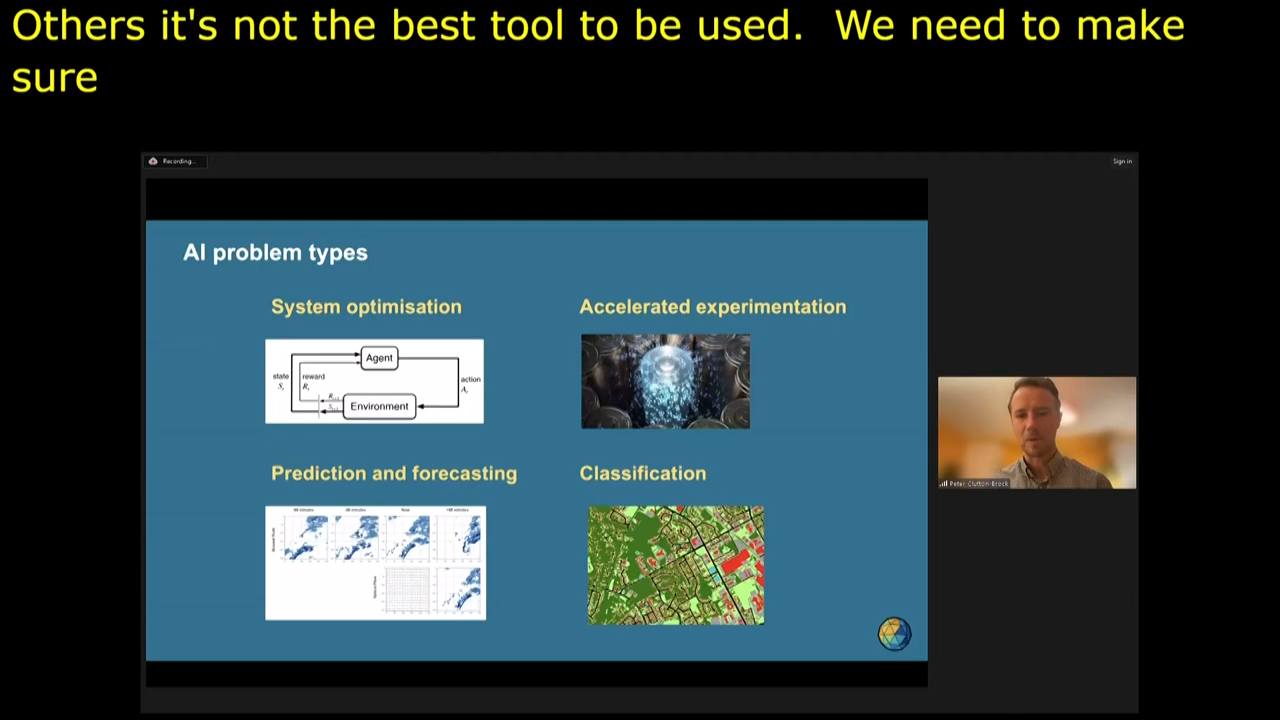 Others it's not the best tool to be used.  We need to make
sure
Recording...
Sign in
AI problem types
System optimisation
Accelerated experimentation
Agent
state
reward
action
Environment
Prediction and forecasting
Classification
Now
Peter Clutton-Brock